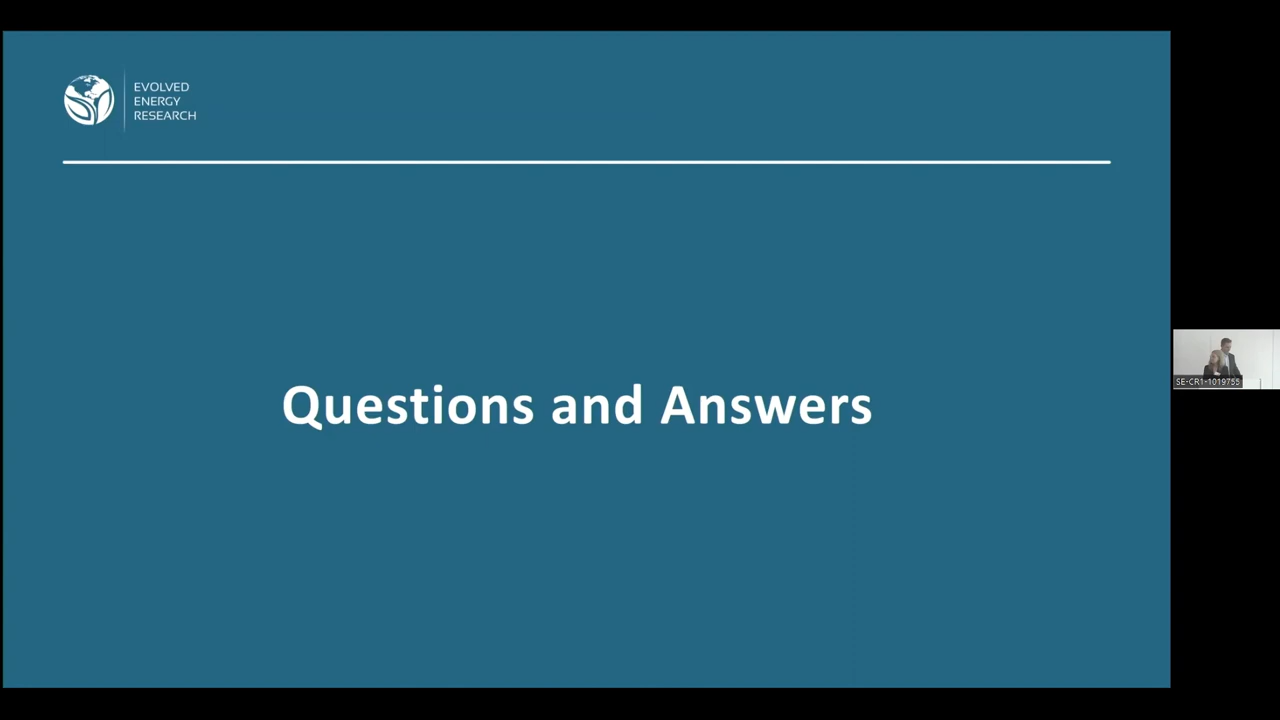 EVOLVED
ENERGY
RESEARCH
Questions and Answers
SE-CR1-1019755